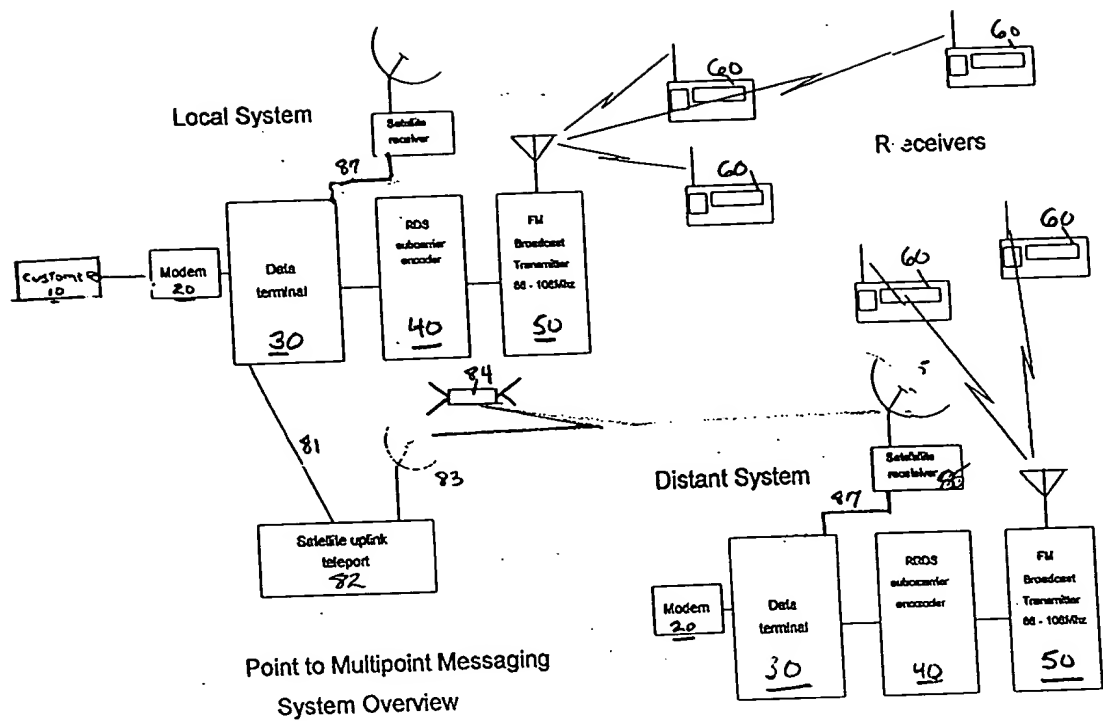 60
60
Local System
Satellite
receiver
Receivers
60
87
60
Customer
10
Modem
20
Data
terminal
30
RDS
subcarrier
encoder
40
FM
Broadcast
Transmitter
88 - 108Mhz
50
60
84
81
83
Satellite uplink
teleport
82
Distant System
Satellite
receiver
87
Modem
20
Data
terminal
30
RRDS
subcarrier
encoder
40
FM
Broadcast
Transmitter
88 - 108Mhz
50
Point to Multipoint Messaging
System Overview